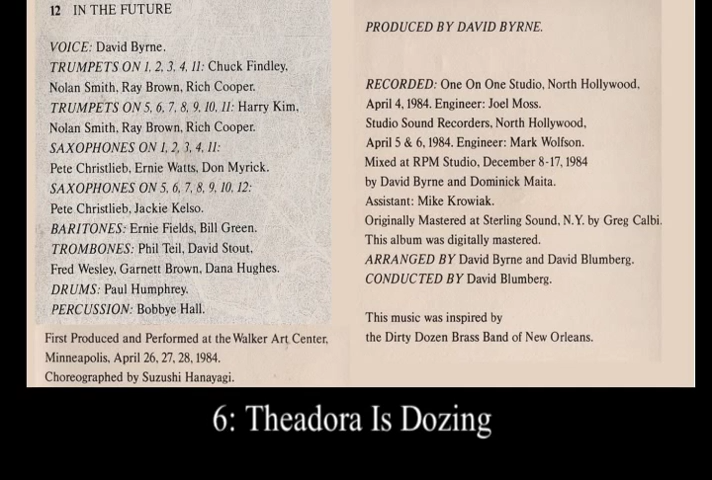 12 IN THE FUTURE
VOICE: David Byrne.
TRUMPETS ON 1, 2, 3, 4, 11: Chuck Findley,
Nolan Smith, Ray Brown, Rich Cooper.
TRUMPETS ON 5, 6, 7, 8, 9, 10, 11: Harry Kim,
Nolan Smith, Ray Brown, Rich Cooper.
SAXOPHONES ON 1, 2, 3, 4, 11:
Pete Christlieb, Ernie Watts, Don Myrick.
SAXOPHONES ON 5, 6, 7, 8, 9, 10, 12:
Pete Christlieb, Jackie Kelso.
BARITONES: Ernie Fields, Bill Green.
TROMBONES: Phil Teil, David Stout,
Fred Wesley, Garnett Brown, Dana Hughes.
DRUMS: Paul Humphrey.
PERCUSSION: Bobbye Hall.
First Produced and Performed at the Walker Art Center,
Minneapolis, April 26, 27, 28, 1984.
Choreographed by Suzushi Hanayagi.
PRODUCED BY DAVID BYRNE.
RECORDED: One On One Studio, North Hollywood,
April 4, 1984. Engineer: Joel Moss.
Studio Sound Recorders, North Hollywood,
April 5 & 6, 1984. Engineer: Mark Wolfson.
Mixed at RPM Studio, December 8-17, 1984
by David Byrne and Dominick Maita.
Assistant: Mike Krowiak.
Originally Mastered at Sterling Sound, N.Y. by Greg Calbi.
This album was digitally mastered.
ARRANGED BY David Byrne and David Blumberg.
CONDUCTED BY David Blumberg.
This music was inspired by
the Dirty Dozen Brass Band of New Orleans.
6: Theadora Is Dozing